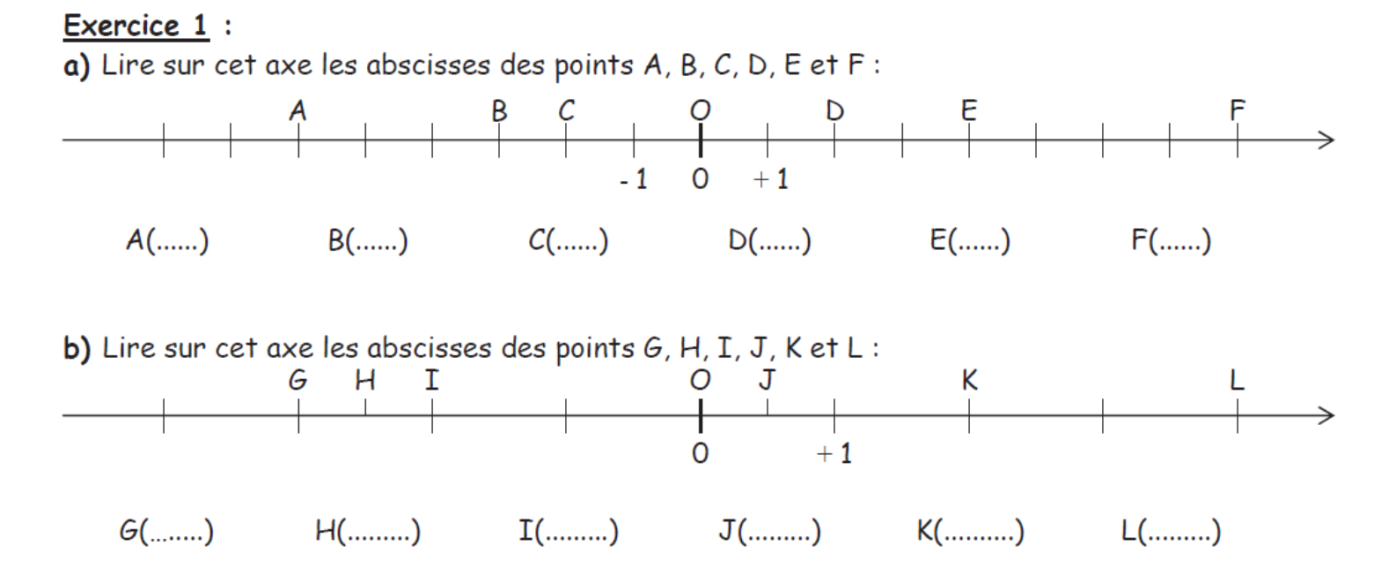 Exercice 1 :
a) Lire sur cet axe les abscisses des points A, B, C, D, E et F :
A B C O D E F
-1 0 +1
A(......) B(......) C(......) D(......) E(......) F(......)
b) Lire sur cet axe les abscisses des points G, H, I, J, K et L :
G H I O J K L
0 +1
G(........) H(.........) I(.........) J(.........) K(..........) L(.........)